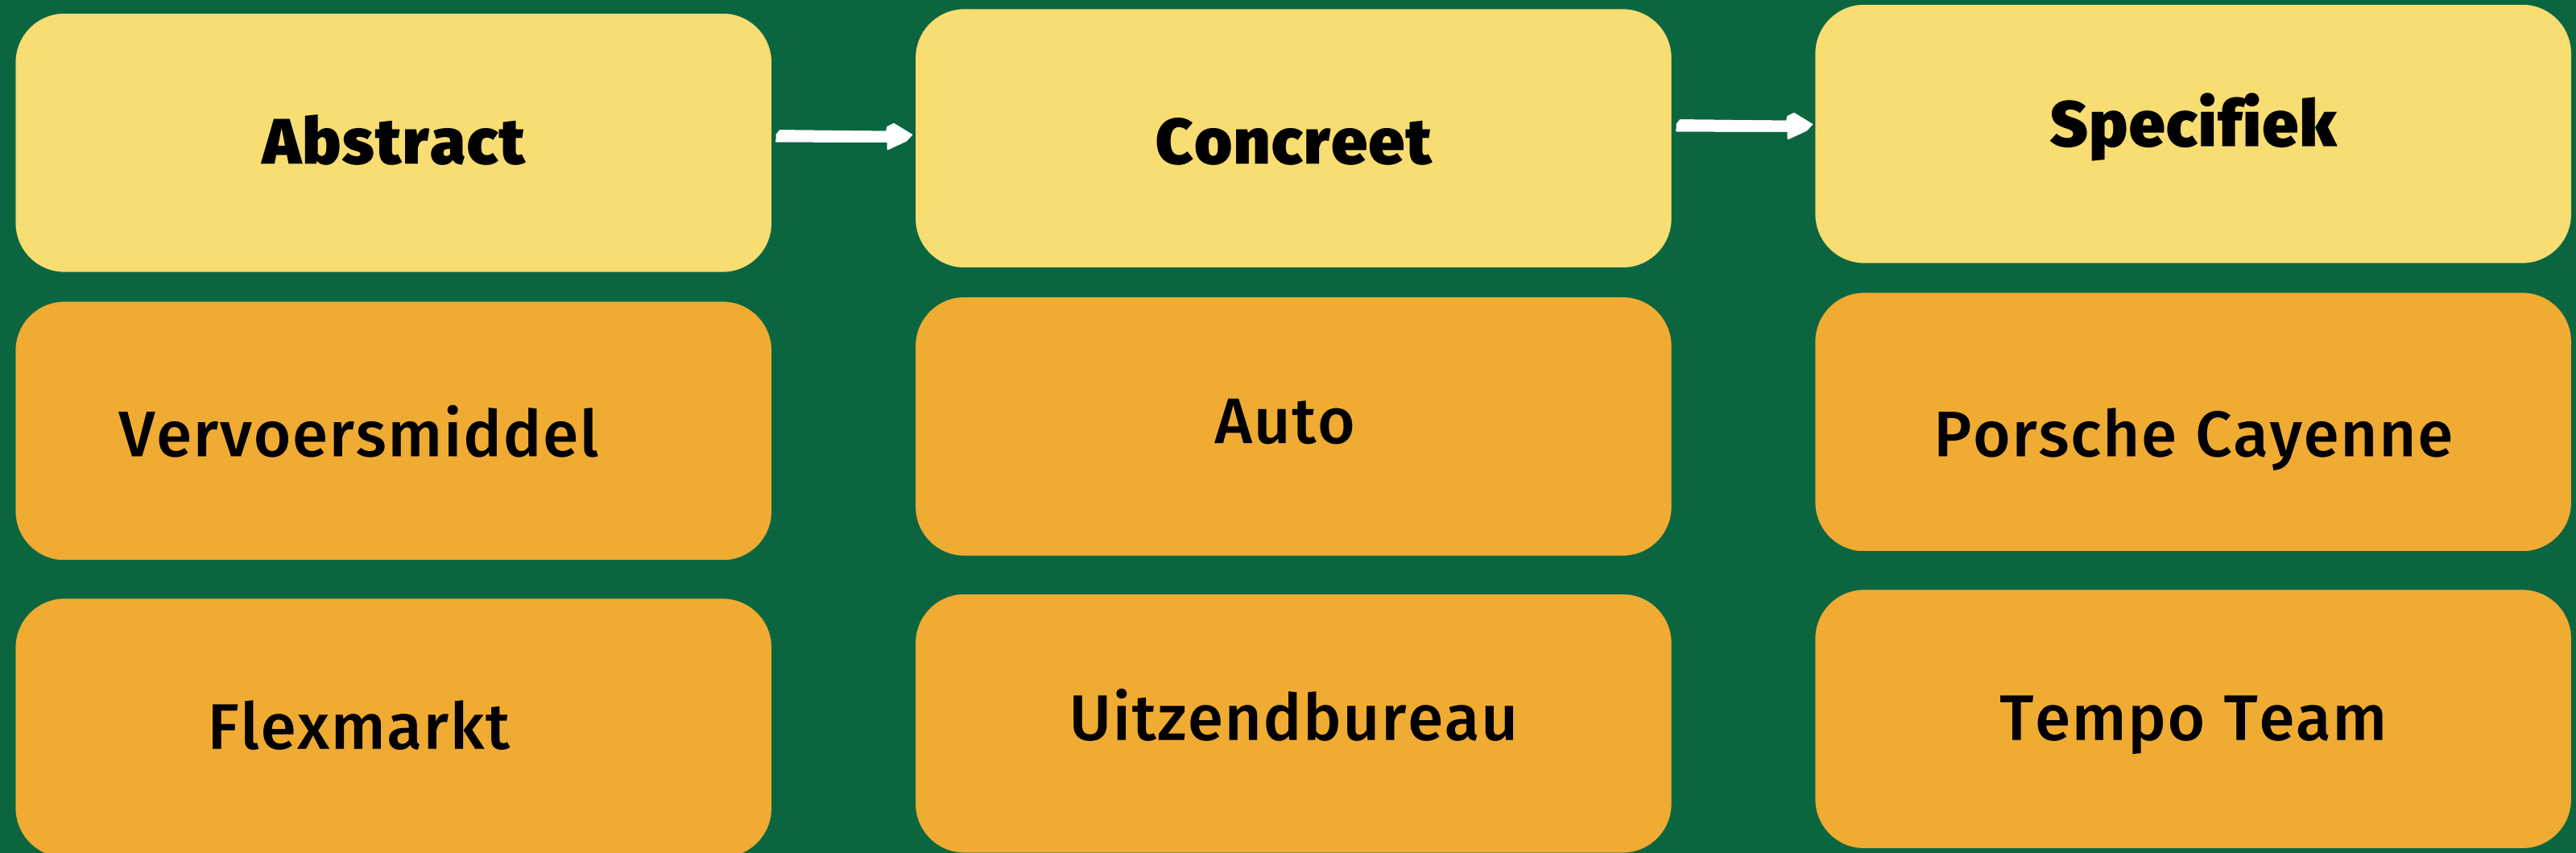 Abstract
Concreet
Specifiek
Vervoersmiddel
Auto
Porsche Cayenne
Flexmarkt
Uitzendbureau
Tempo Team